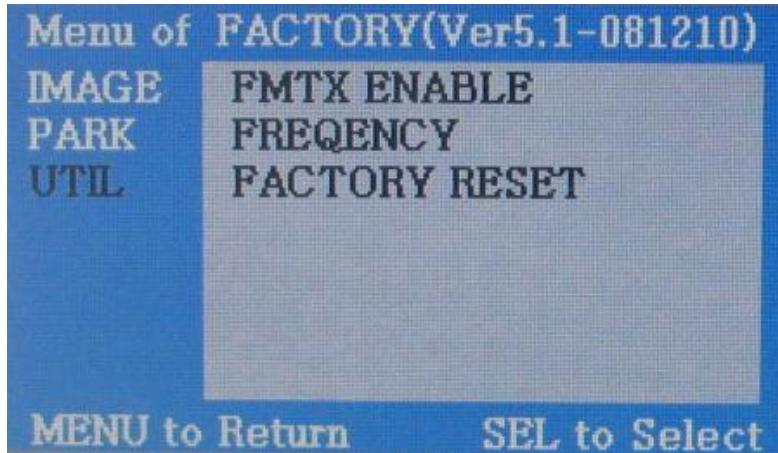 Menu of FACTORY(Ver5.1-081210)
IMAGE FMTX ENABLE
PARK FREQENCY
UTIL FACTORY RESET
MENU to Return SEL to Select